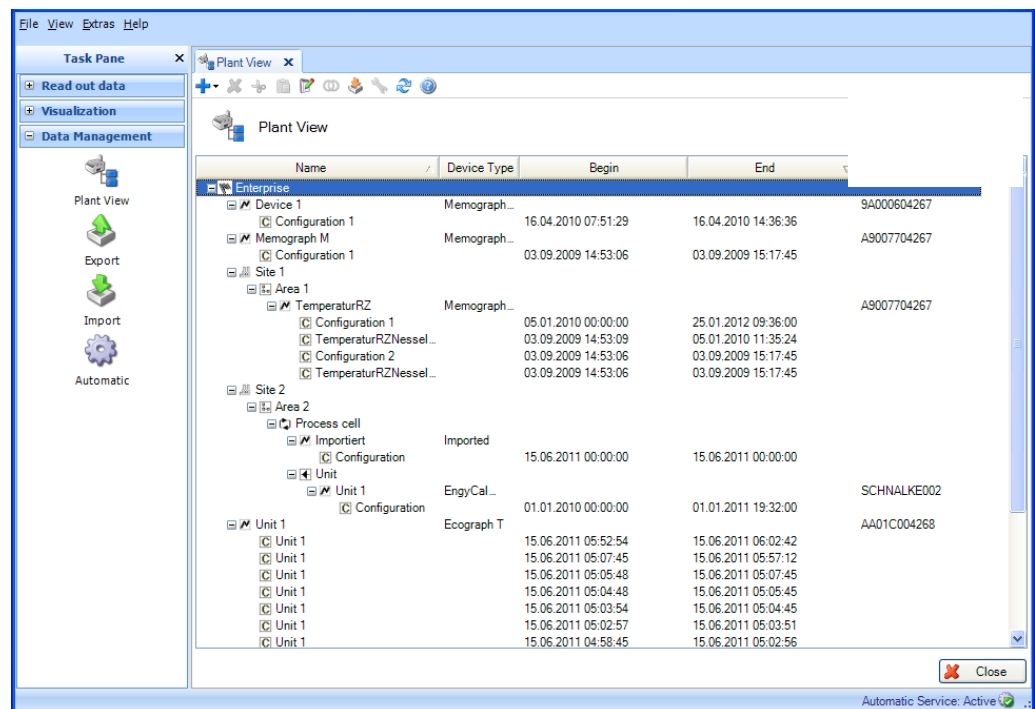 File View Extras Help
Task Pane x Plant View x
Read out data
Visualization
Plant View
Data Management
Name Device Type Begin End
Enterprise
Plant View Device 1 Memograph... 9A000604267
C Configuration 1 16.04.2010 07:51:29 16.04.2010 14:36:36
Memograph M Memograph... A9007704267
Export C Configuration 1 03.09.2009 14:53:06 03.09.2009 15:17:45
Site 1
Area 1
TemperaturRZ Memograph... A9007704267
Import C Configuration 1 05.01.2010 00:00:00 25.01.2012 09:36:00
C TemperaturRZNessel... 03.09.2009 14:53:09 05.01.2010 11:35:24
C Configuration 2 03.09.2009 14:53:06 03.09.2009 15:17:45
Automatic C TemperaturRZNessel... 03.09.2009 14:53:06 03.09.2009 15:17:45
Site 2
Area 2
Process cell
Importiert Imported
C Configuration 15.06.2011 00:00:00 15.06.2011 00:00:00
Unit
Unit 1 EngyCal... SCHNALKE002
C Configuration 01.01.2010 00:00:00 01.01.2011 19:32:00
Unit 1 Ecograph T AA01C004268
C Unit 1 15.06.2011 05:52:54 15.06.2011 06:02:42
C Unit 1 15.06.2011 05:07:45 15.06.2011 05:57:12
C Unit 1 15.06.2011 05:05:48 15.06.2011 05:07:45
C Unit 1 15.06.2011 05:04:48 15.06.2011 05:05:45
C Unit 1 15.06.2011 05:03:54 15.06.2011 05:04:45
C Unit 1 15.06.2011 05:02:57 15.06.2011 05:03:51
C Unit 1 15.06.2011 04:58:45 15.06.2011 05:02:56
Close
Automatic Service: Active